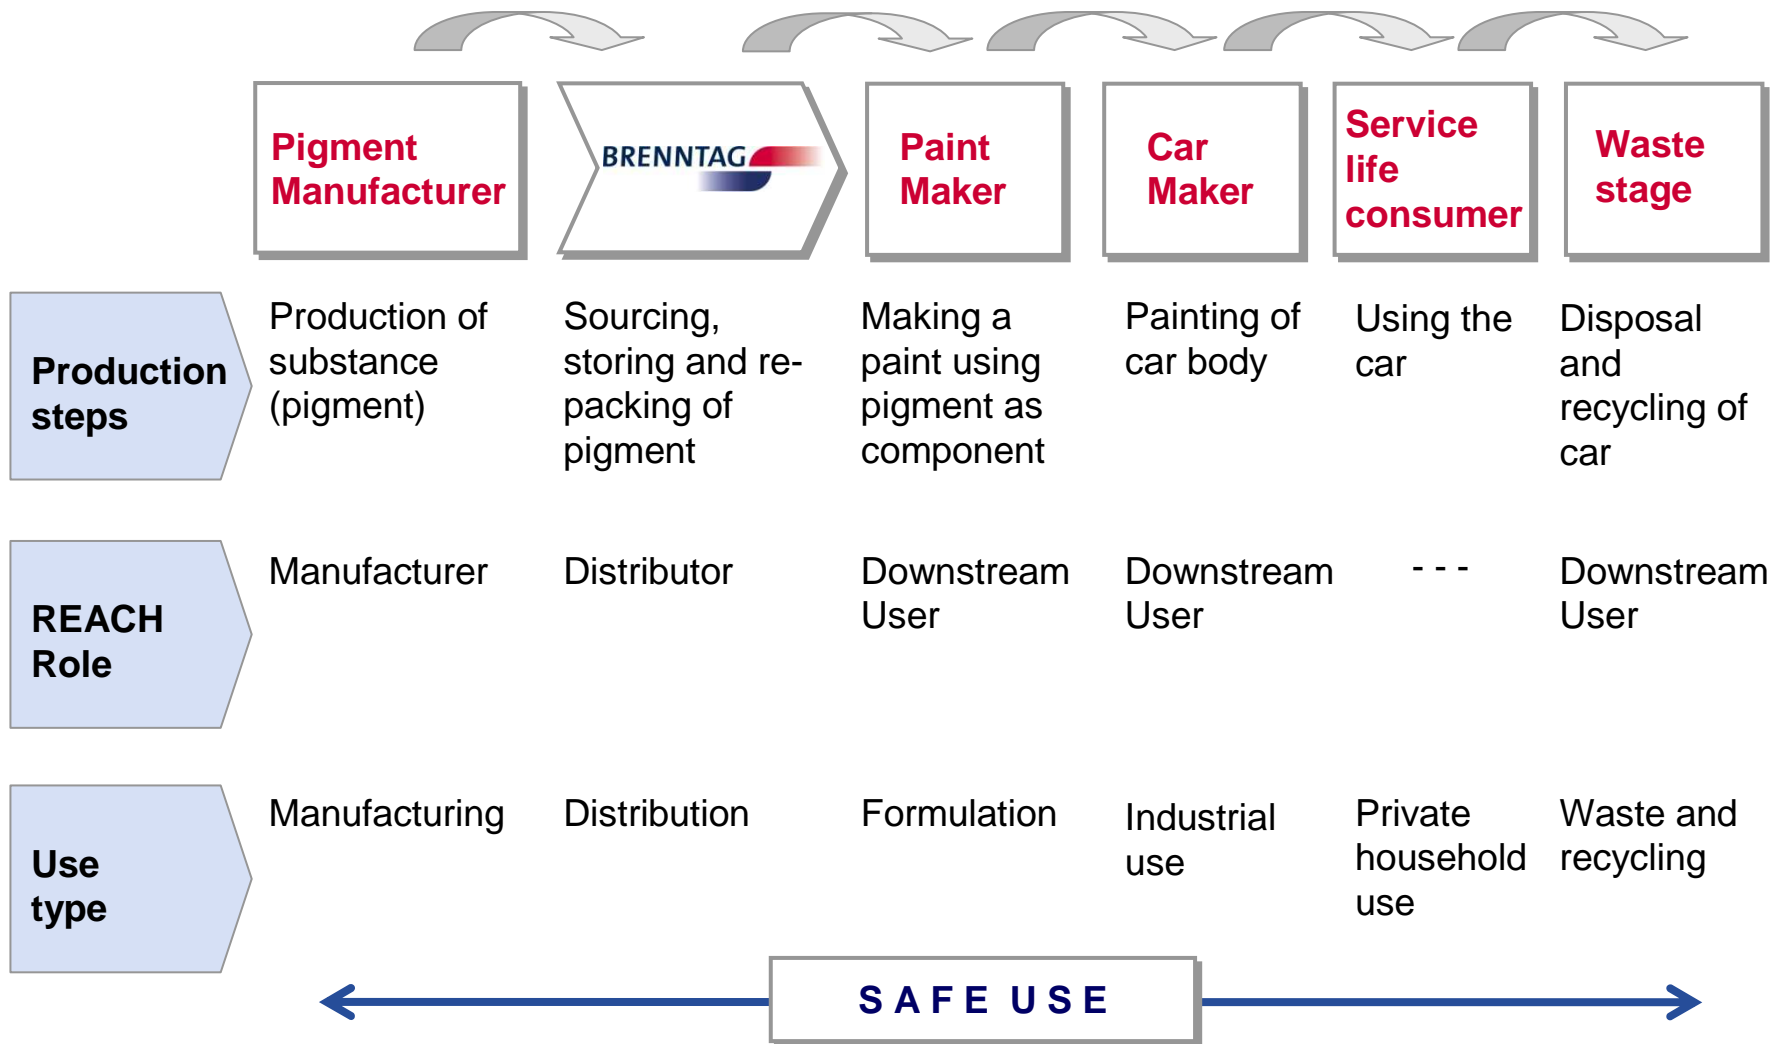 Pigment
Manufacturer
BRENNTAG
Paint
Maker
Car
Maker
Service
life
consumer
Waste
stage
Production
steps
Production of
substance
(pigment)
Sourcing,
storing and re-
packing of
pigment
Making a
paint using
pigment as
component
Painting of
car body
Using the
car
Disposal
and
recycling of
car
REACH
Role
Manufacturer
Distributor
Downstream
User
Downstream
User
- - -
Downstream
User
Use
type
Manufacturing
Distribution
Formulation
Industrial
use
Private
household
use
Waste and
recycling
S A F E  U S E